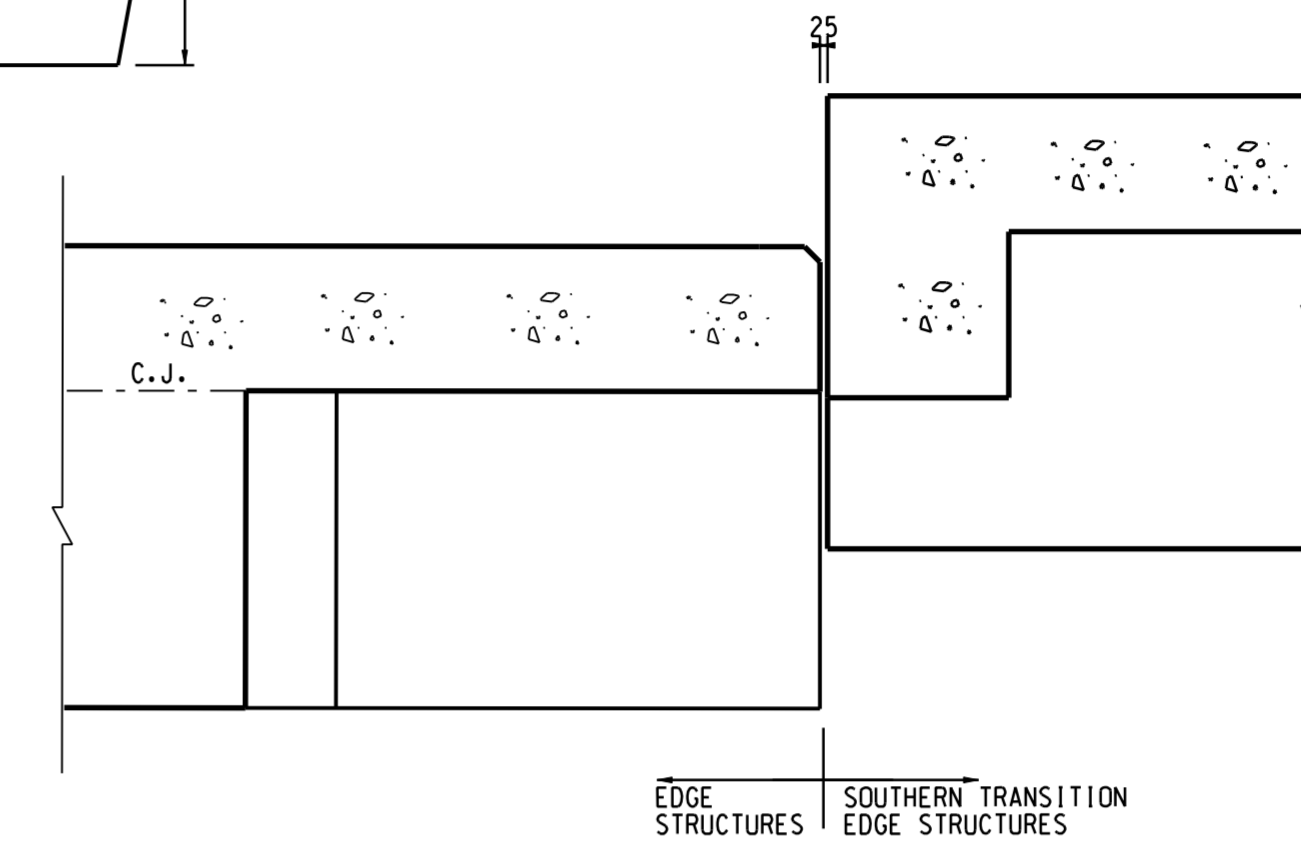 25
C.J.
EDGE
STRUCTURES
SOUTHERN TRANSITION
EDGE STRUCTURES